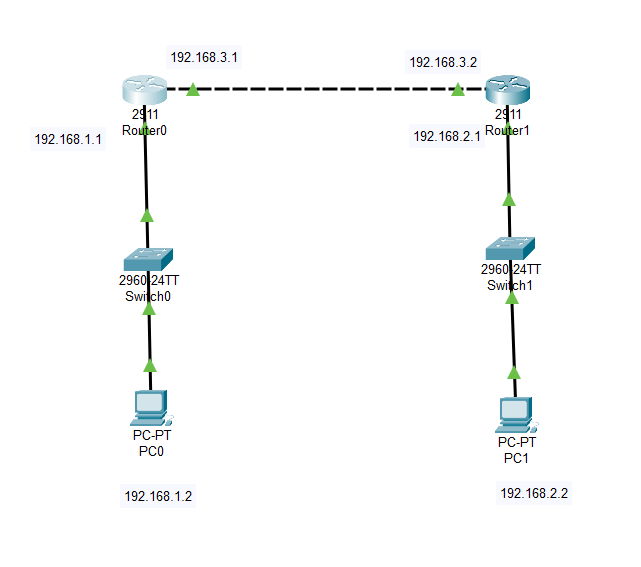 192.168.3.1
192.168.3.2
2911
Router0
2911
Router1
192.168.1.1
192.168.2.1
2960-24TT
Switch0
2960-24TT
Switch1
PC-PT
PC0
PC-PT
PC1
192.168.1.2
192.168.2.2